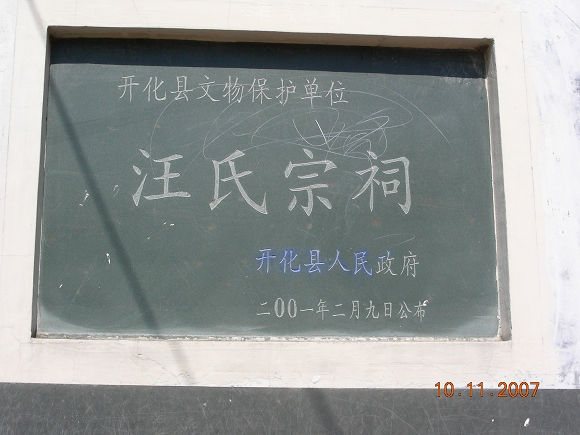 开化县文物保护单位
汪氏宗祠
开化县人民政府
二00一年二月九日公布
10.11.2007